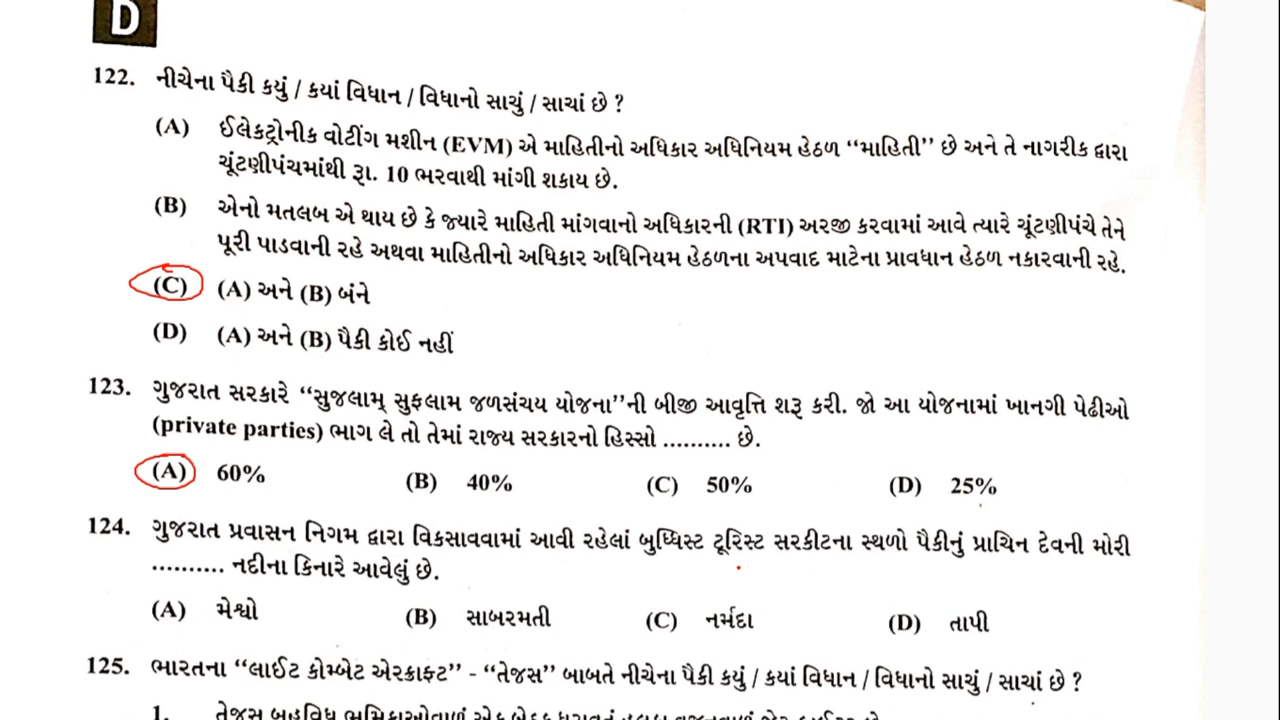 D
122. નીચેના પૈકી કયું / કયાં વિધાન / વિધાનો સાચું / સાચાં છે ?
(A) ઈલેક્ટ્રોનીક વોટીંગ મશીન (EVM) એ માહિતીનો અધિકાર અધિનિયમ હેઠળ “માહિતી” છે અને તે નાગરીક દ્વારા
ચૂંટણીપંચમાંથી રૂા. 10 ભરવાથી માંગી શકાય છે.
(B) એનો મતલબ એ થાય છે કે જ્યારે માહિતી માંગવાનો અધિકારની (RTI) અરજી કરવામાં આવે ત્યારે ચૂંટણીપંચે તેને
પૂરી પાડવાની રહે અથવા માહિતીનો અધિકાર અધિનિયમ હેઠળના અપવાદ માટેના પ્રાવધાન હેઠળ નકારવાની રહે.
(C) (A) અને (B) બંને
(D) (A) અને (B) પૈકી કોઈ નહીં
123. ગુજરાત સરકારે “સુજલામ્ સુફલામ જળસંચય યોજના”ની બીજી આવૃત્તિ શરૂ કરી. જો આ યોજનામાં ખાનગી પેઢીઓ
(private parties) ભાગ લે તો તેમાં રાજ્ય સરકારનો હિસ્સો .......... છે.
(A) 60% (B) 40% (C) 50% (D) 25%
124. ગુજરાત પ્રવાસન નિગમ દ્વારા વિકસાવવામાં આવી રહેલાં બુધ્ધિસ્ટ ટૂરિસ્ટ સરકીટના સ્થળો પૈકીનું પ્રાચિન દેવની મોરી
.......... નદીના કિનારે આવેલું છે.
(A) મેશ્વો (B) સાબરમતી (C) નર્મદા (D) તાપી
125. ભારતના “લાઈટ કોમ્બેટ એરક્રાફ્ટ” - “તેજસ” બાબતે નીચેના પૈકી કયું / કયાં વિધાન / વિધાનો સાચું / સાચાં છે ?
1. તેજસ